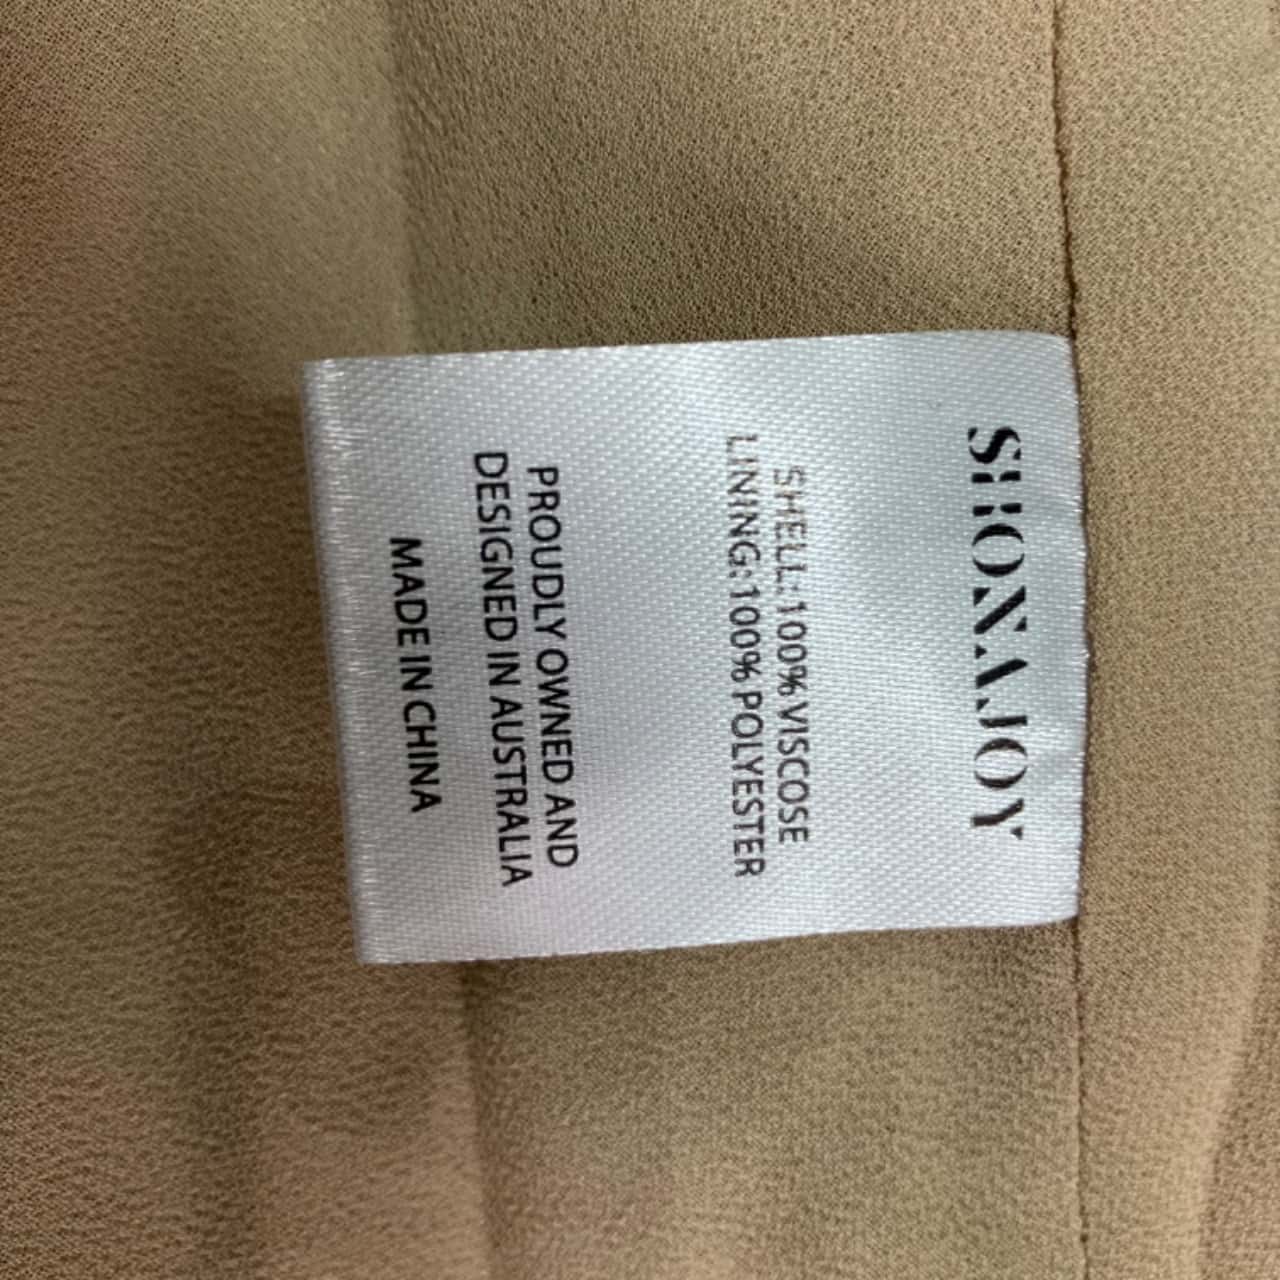 SHONAJOY
SHELL:100% VISCOSE
LINING:100% POLYESTER
PROUDLY OWNED AND
DESIGNED IN AUSTRALIA
MADE IN CHINA